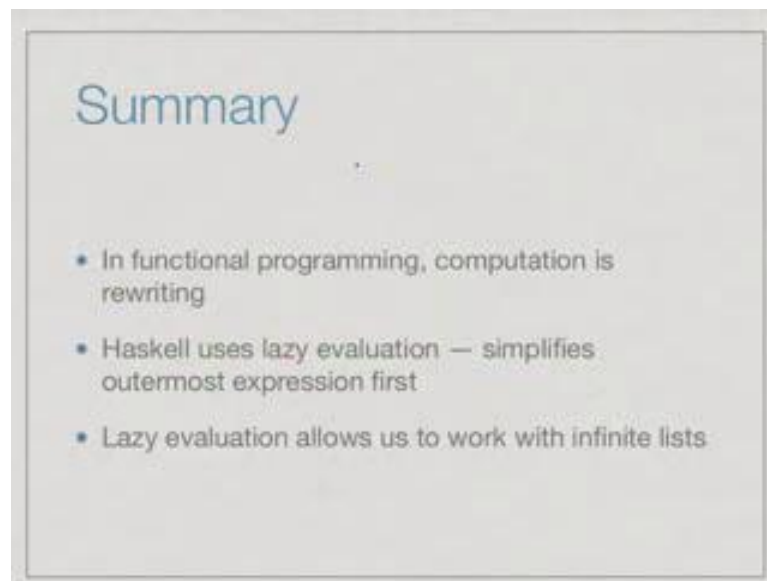 Summary
• In functional programming, computation is
rewriting
• Haskell uses lazy evaluation — simplifies
outermost expression first
• Lazy evaluation allows us to work with infinite lists